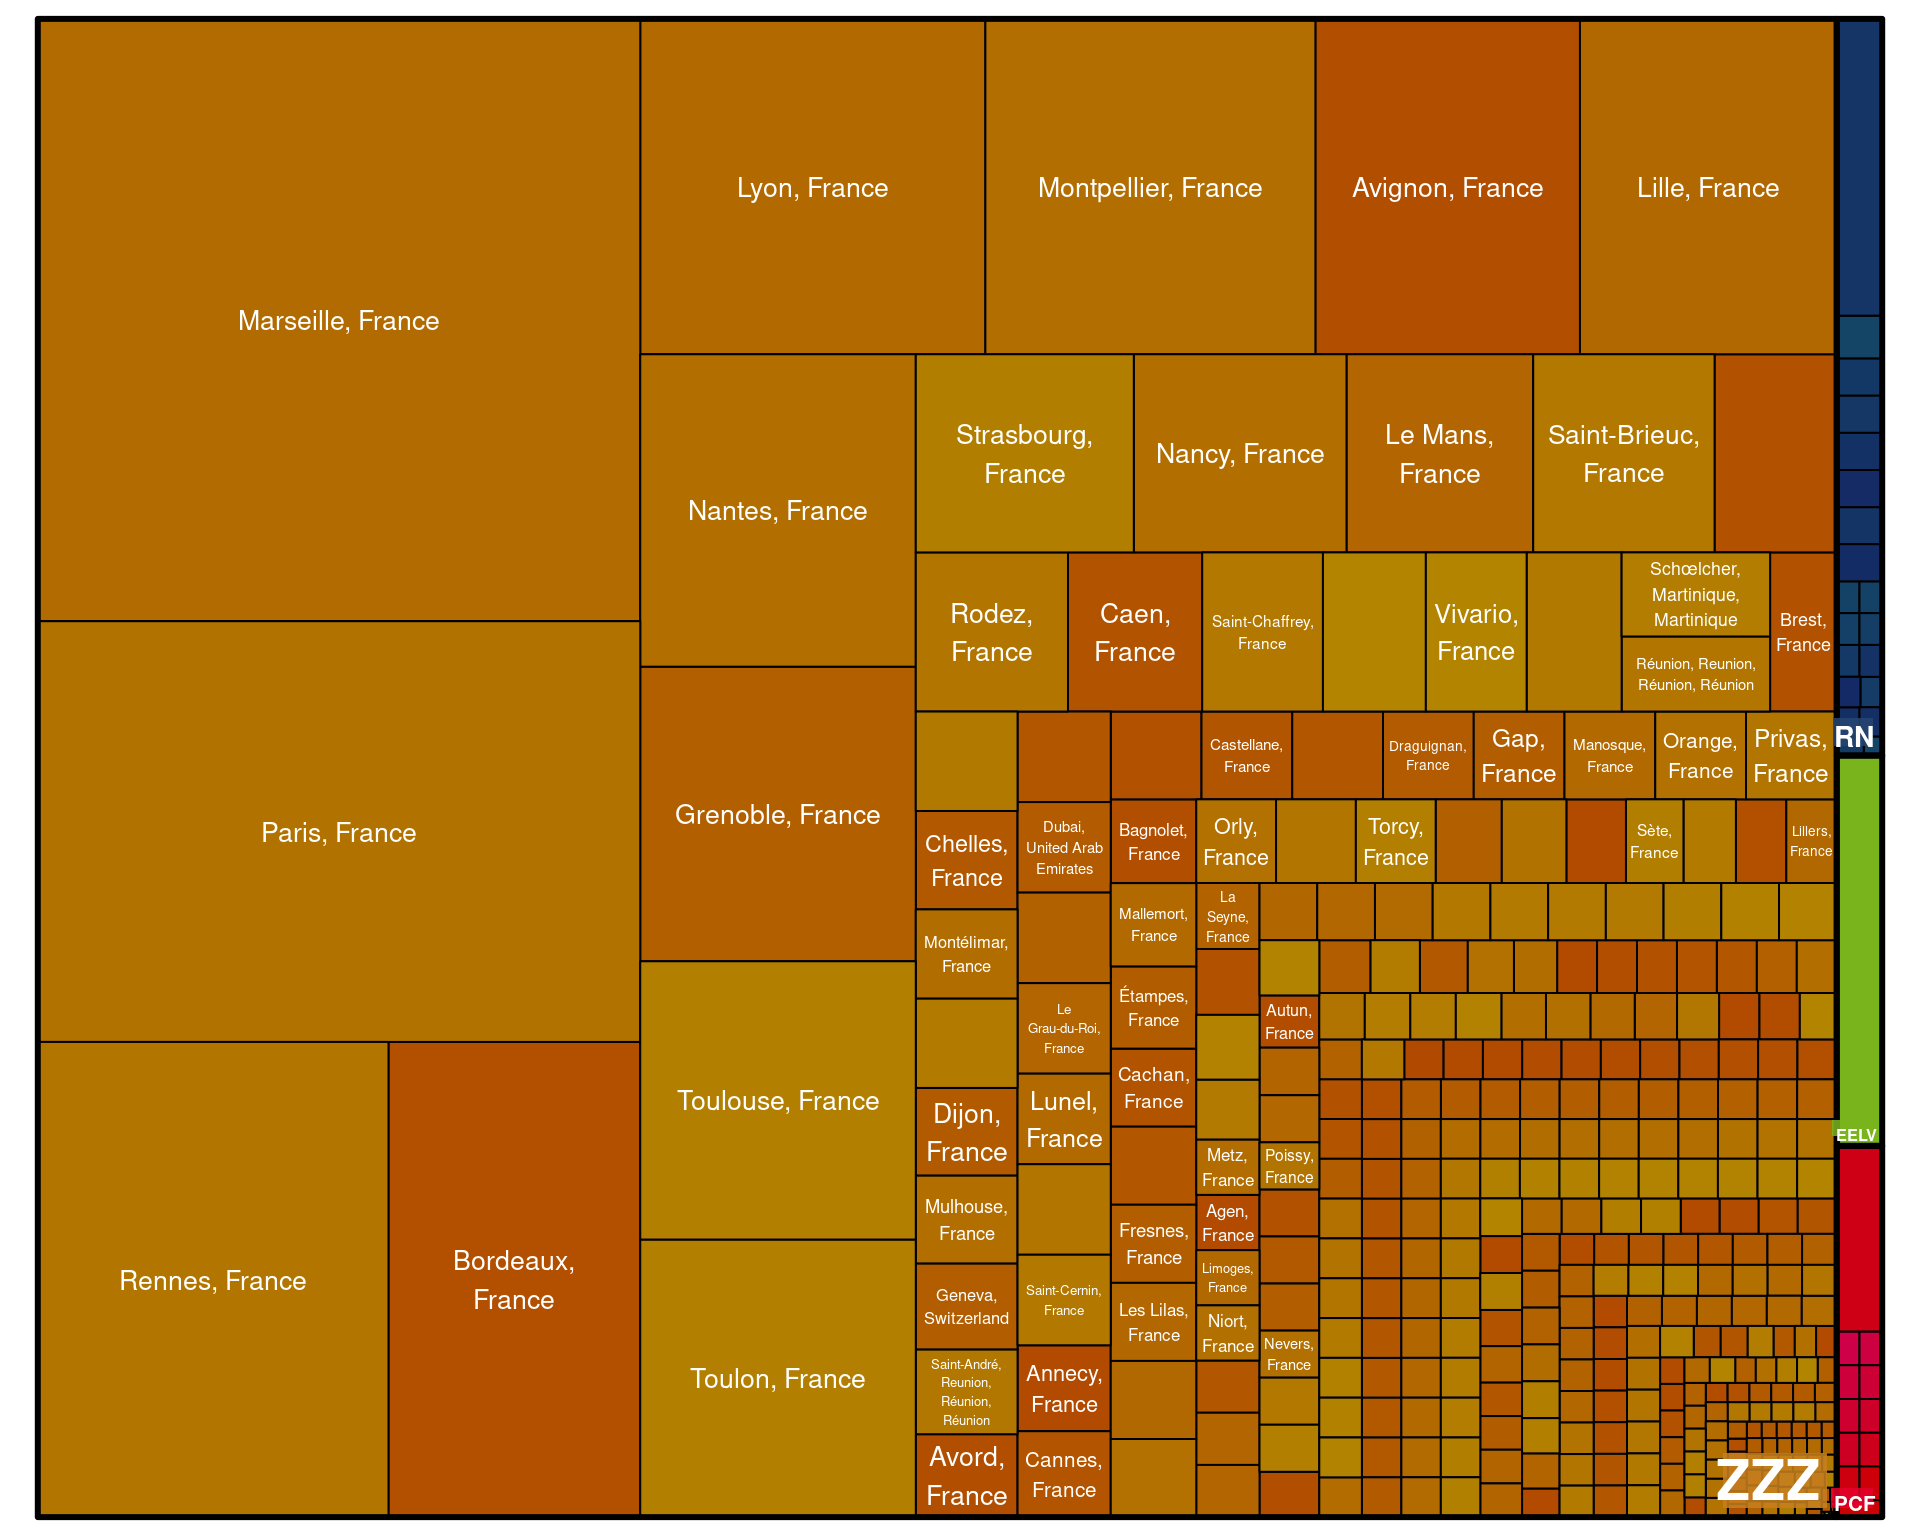 Marseille, France
Lyon, France
Montpellier, France
Avignon, France
Lille, France
Paris, France
Rennes, France
Bordeaux,
France
Nantes, France
Grenoble, France
Toulouse, France
Toulon, France
Strasbourg,
France
Nancy, France
Le Mans,
France
Saint-Brieuc,
France
Rodez,
France
Caen,
France
Saint-Chaffrey,
France
Vivario,
France
Schœlcher,
Martinique,
Martinique
Réunion, Reunion,
Réunion, Réunion
Brest,
France
Chelles,
France
Montélimar,
France
Dijon,
France
Mulhouse,
France
Geneva,
Switzerland
Saint-André,
Reunion,
Réunion,
Réunion
Avord,
France
Dubai,
United Arab
Emirates
Le
Grau-du-Roi,
France
Lunel,
France
Saint-Cernin,
France
Annecy,
France
Cannes,
France
Castellane,
France
Draguignan,
France
Gap,
France
Manosque,
France
Orange,
France
Privas,
France
Bagnolet,
France
Mallemort,
France
Étampes,
France
Cachan,
France
Fresnes,
France
Les Lilas,
France
Orly,
France
Torcy,
France
Sète,
France
Lillers,
France
La
Seyne,
France
Metz,
France
Agen,
France
Limoges,
France
Niort,
France
Autun,
France
Poissy,
France
Nevers,
France
ZZZ
RN
EELV
PCF